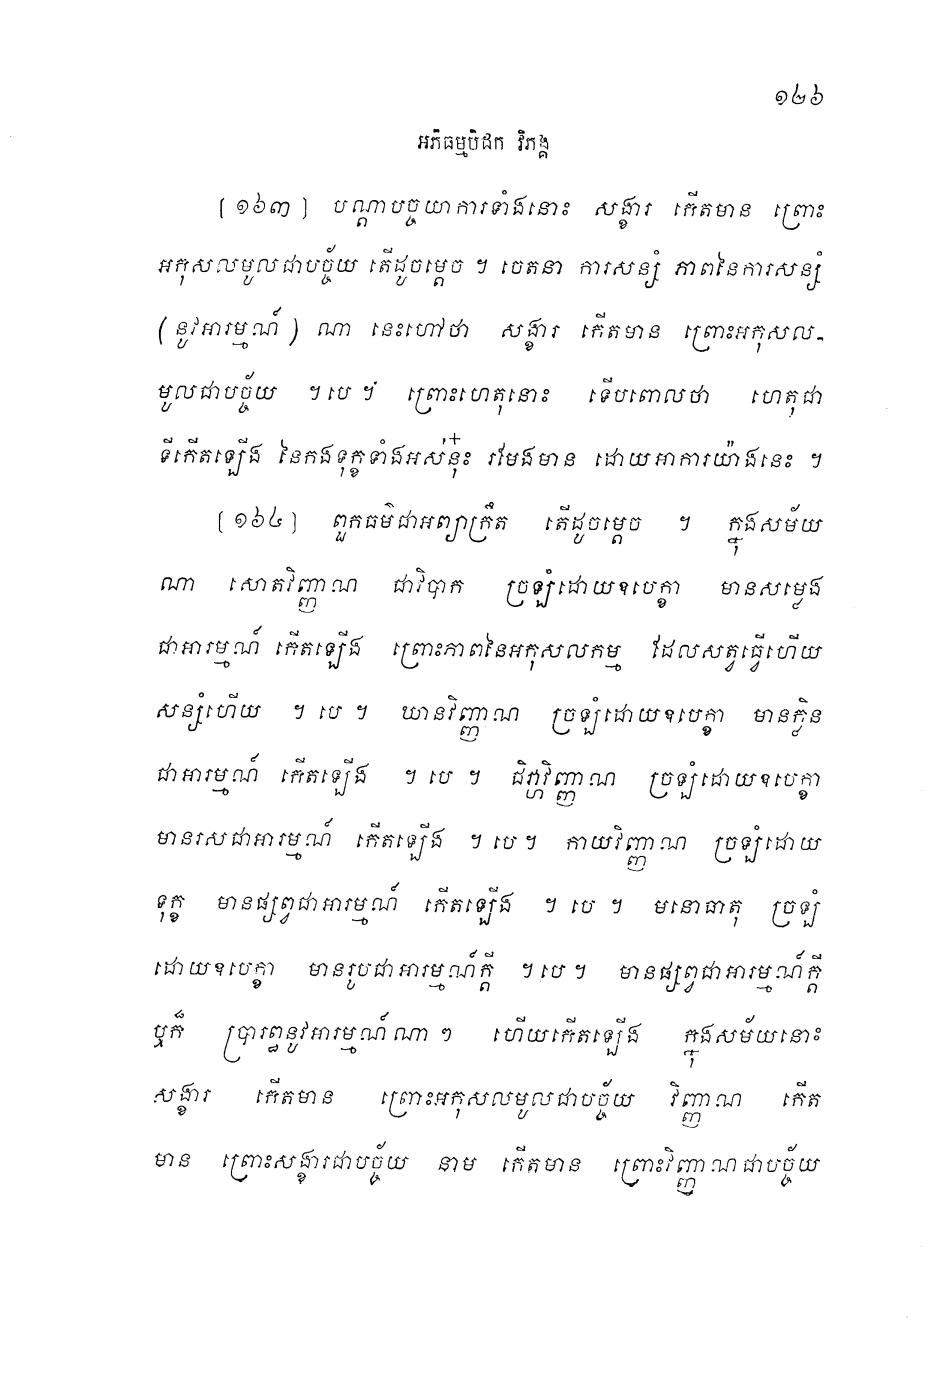 ១២៦
អភិធម្មបិដក វិភង្គ
[ ១៦៣ ] បណ្តាបច្ចយាការទាំងនោះ សង្ខារ កើតមាន ព្រោះ
អកុសលមូលជាបច្ច័យ តើដូចម្តេច ។ ចេតនា ការសន្សំ ភាពនៃការសន្សំ
(នូវអារម្មណ៍) ណា នេះហៅថា សង្ខារ កើតមាន ព្រោះអកុសល-
មូលជាបច្ច័យ ។ បេ ។ ព្រោះហេតុនោះ ទើបពោលថា ហេតុជា
ទីកើតឡើង នៃកងទុក្ខទាំងអស់នុ៎ះ រមែងមាន ដោយអាការយ៉ាងនេះ ។
[ ១៦៤ ] ពួកធម៌ជាអព្យាក្រឹត តើដូចម្តេច ។ ក្នុងសម័យ
ណា សោតវិញ្ញាណ ជាវិបាក ច្រឡំដោយឧបេក្ខា មានសម្លេង
ជាអារម្មណ៍ កើតឡើង ព្រោះភាពនៃអកុសលកម្ម ដែលសត្វធ្វើហើយ
សន្សំហើយ ។ បេ ។ ឃានវិញ្ញាណ ច្រឡំដោយឧបេក្ខា មានក្លិន
ជាអារម្មណ៍ កើតឡើង ។ បេ ។ ជិវ្ហាវិញ្ញាណ ច្រឡំដោយឧបេក្ខា
មានរសជាអារម្មណ៍ កើតឡើង ។ បេ ។ កាយវិញ្ញាណ ច្រឡំដោយ
ទុក្ខ មានផ្សព្វជាអារម្មណ៍ កើតឡើង ។ បេ ។ មនោធាតុ ច្រឡំ
ដោយឧបេក្ខា មានរូបជាអារម្មណ៍ក្តី ។ បេ ។ មានផ្សព្វជាអារម្មណ៍ក្តី
ឬក៏ ប្រារព្ធនូវអារម្មណ៍ណា ៗ ហើយកើតឡើង ក្នុងសម័យនោះ
សង្ខារ កើតមាន ព្រោះអកុសលមូលជាបច្ច័យ វិញ្ញាណ កើត
មាន ព្រោះសង្ខារជាបច្ច័យ នាម កើតមាន ព្រោះវិញ្ញាណជាបច្ច័យ